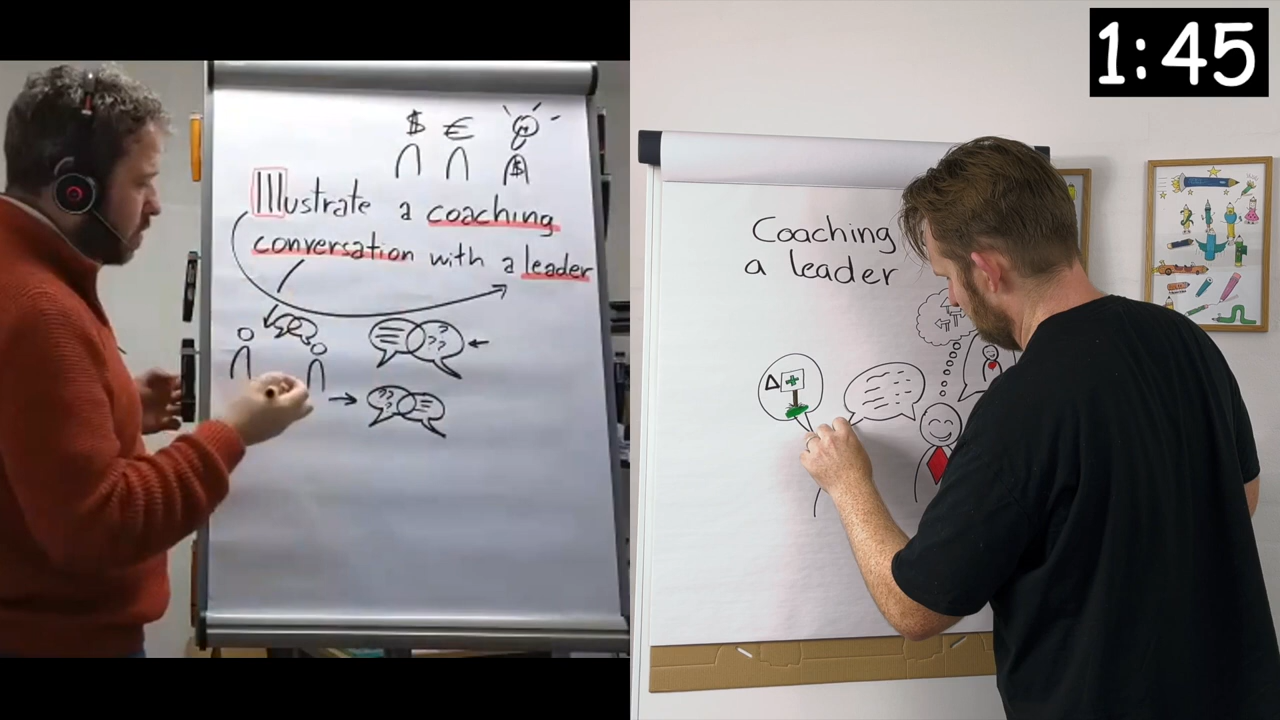 $ € $
Illustrate a coaching
conversation with a leader
??
??
??
?
1:45
Coaching
a leader